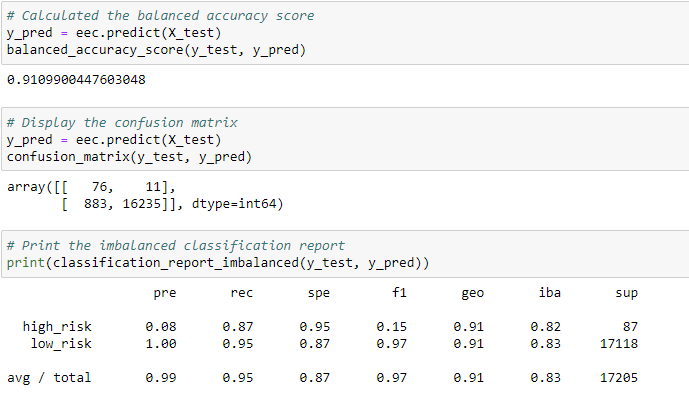 # Calculated the balanced accuracy score
y_pred = eec.predict(X_test)
balanced_accuracy_score(y_test, y_pred)
0.9109900447603048
# Display the confusion matrix
y_pred = eec.predict(X_test)
confusion_matrix(y_test, y_pred)
array([[   76,    11],
       [  883, 16235]], dtype=int64)
# Print the imbalanced classification report
print(classification_report_imbalanced(y_test, y_pred))
pre rec spe f1 geo iba sup
high_risk 0.08 0.87 0.95 0.15 0.91 0.82 87
low_risk 1.00 0.95 0.87 0.97 0.91 0.83 17118
avg / total 0.99 0.95 0.87 0.97 0.91 0.83 17205